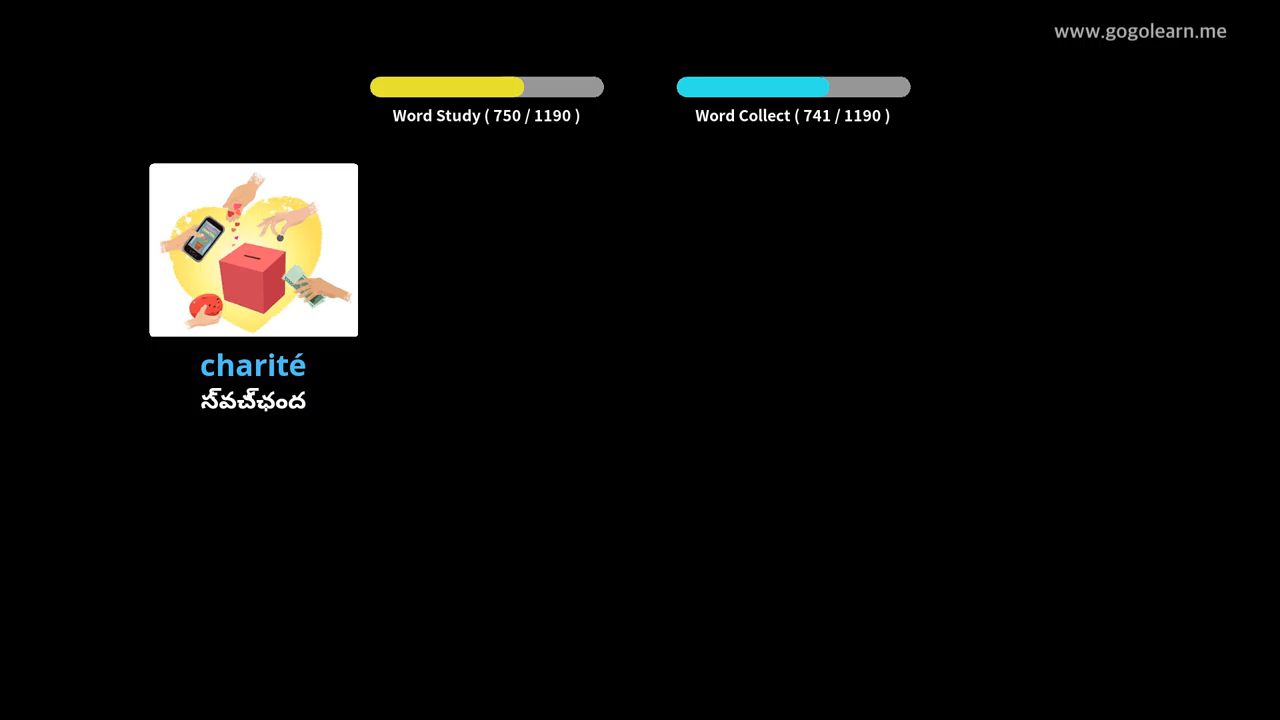 www.gogolearn.me
Word Study ( 750 / 1190 )
Word Collect ( 741 / 1190 )
charité
స్వచ్ఛంద